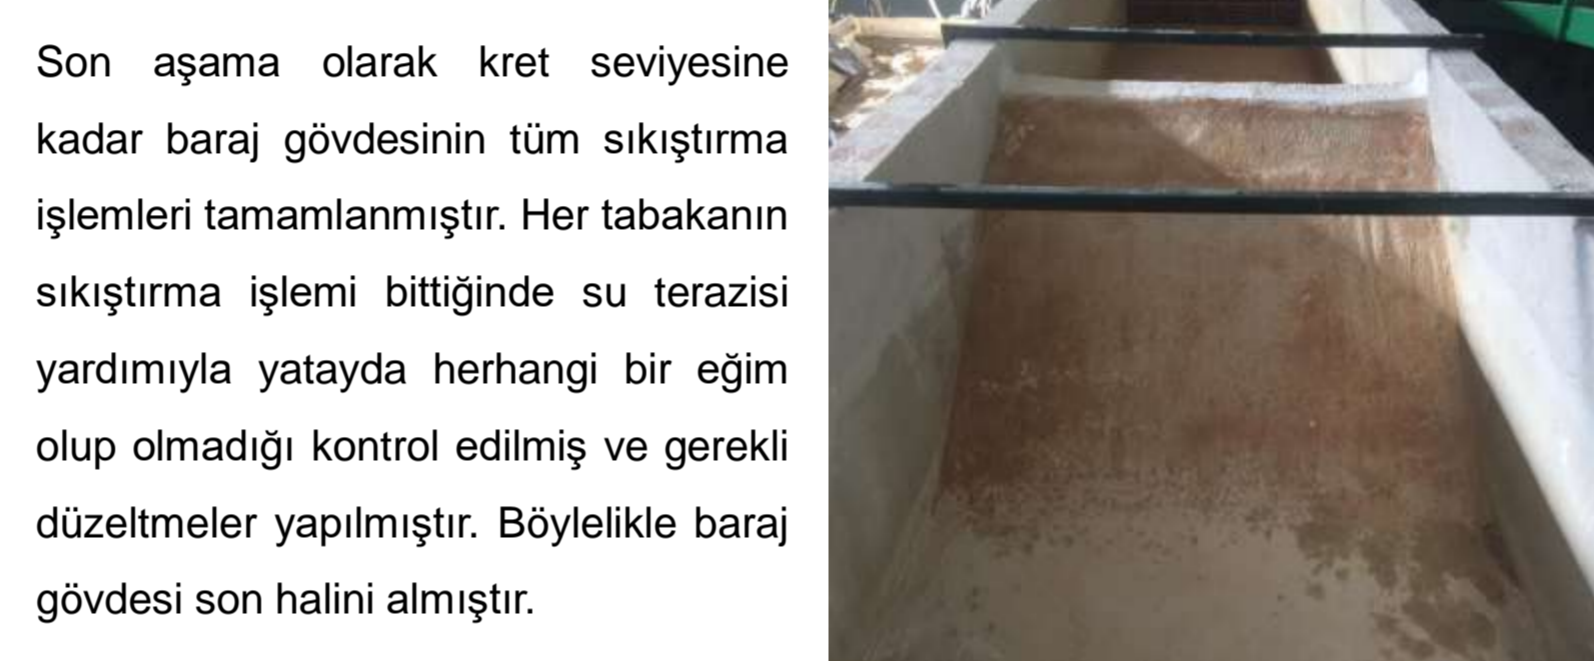 Son aşama olarak kret seviyesine
kadar baraj gövdesinin tüm sıkıştırma
işlemleri tamamlanmıştır. Her tabakanın
sıkıştırma işlemi bittiğinde su terazisi
yardımıyla yatayda herhangi bir eğim
olup olmadığı kontrol edilmiş ve gerekli
düzeltmeler yapılmıştır. Böylelikle baraj
gövdesi son halini almıştır.